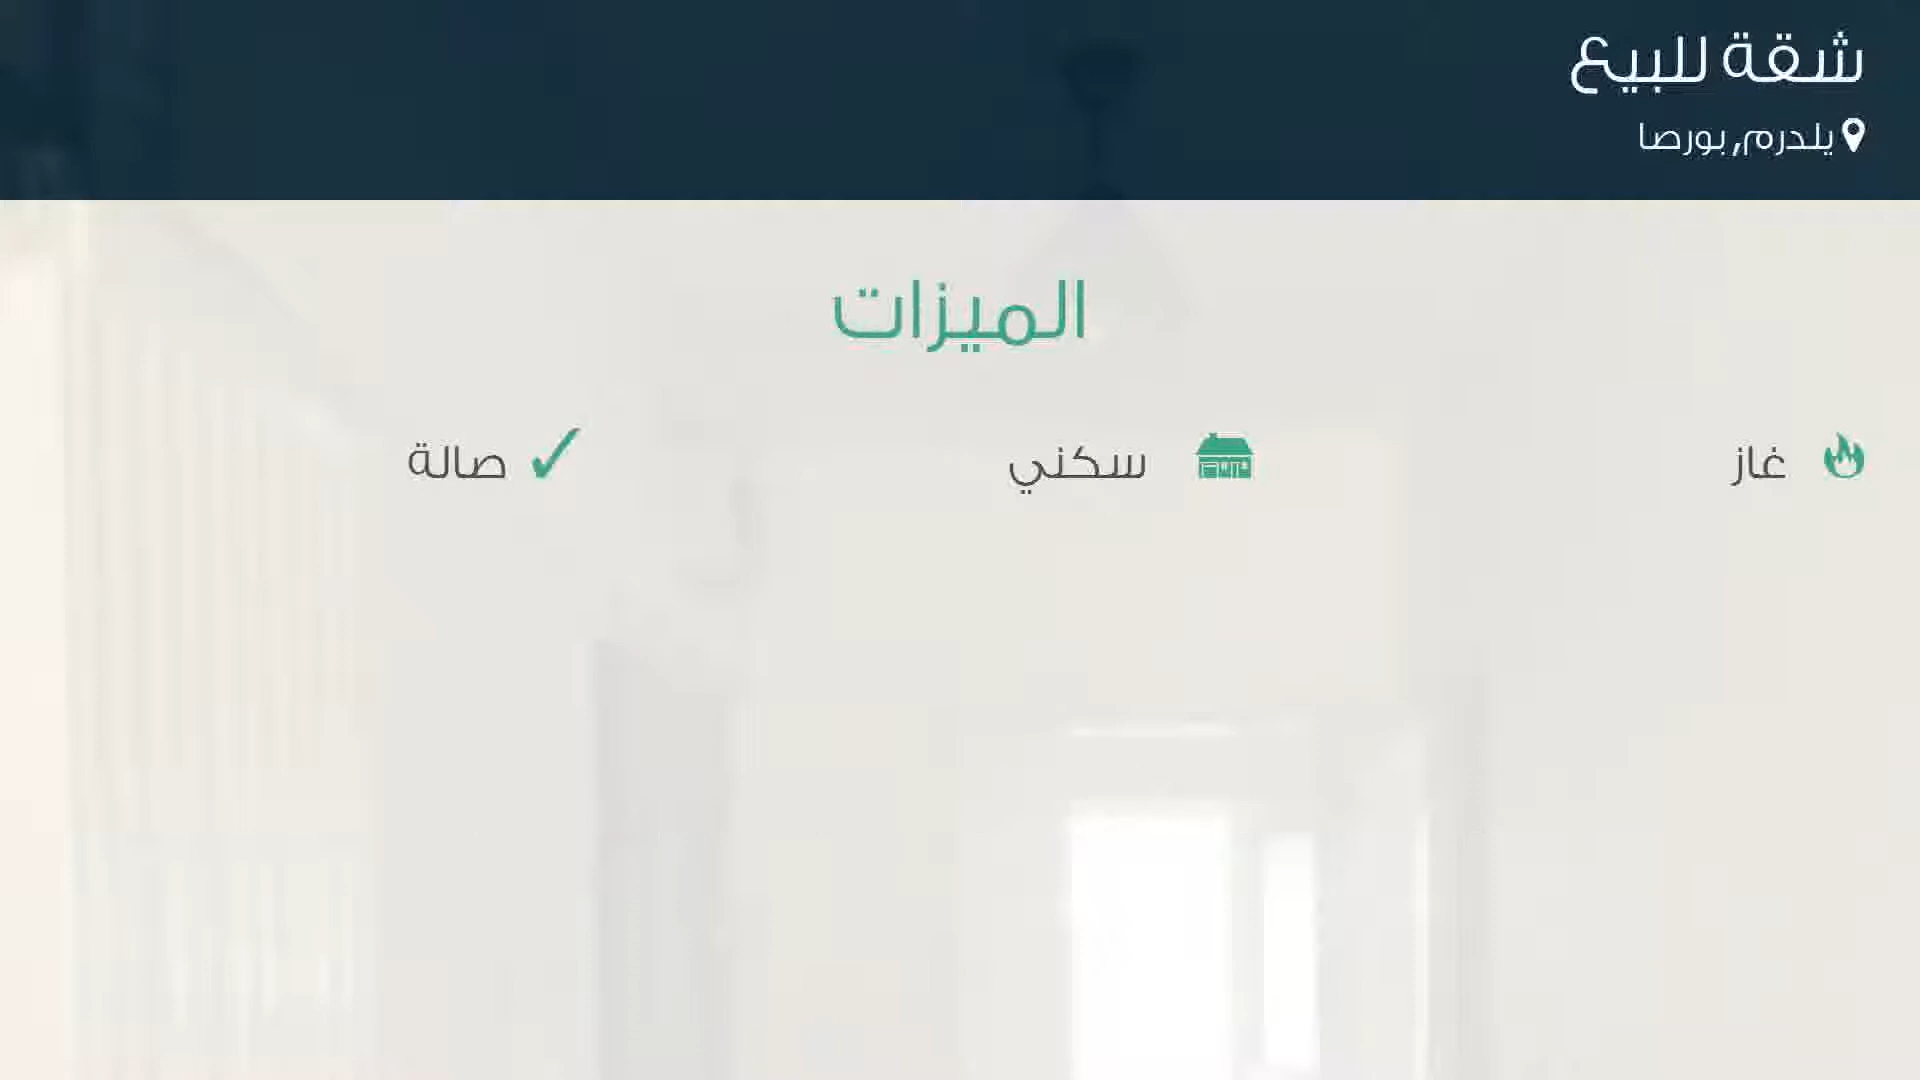 شقة للبيع
يلدرم, بورصا
الميزات
غاز
سكني
صالة